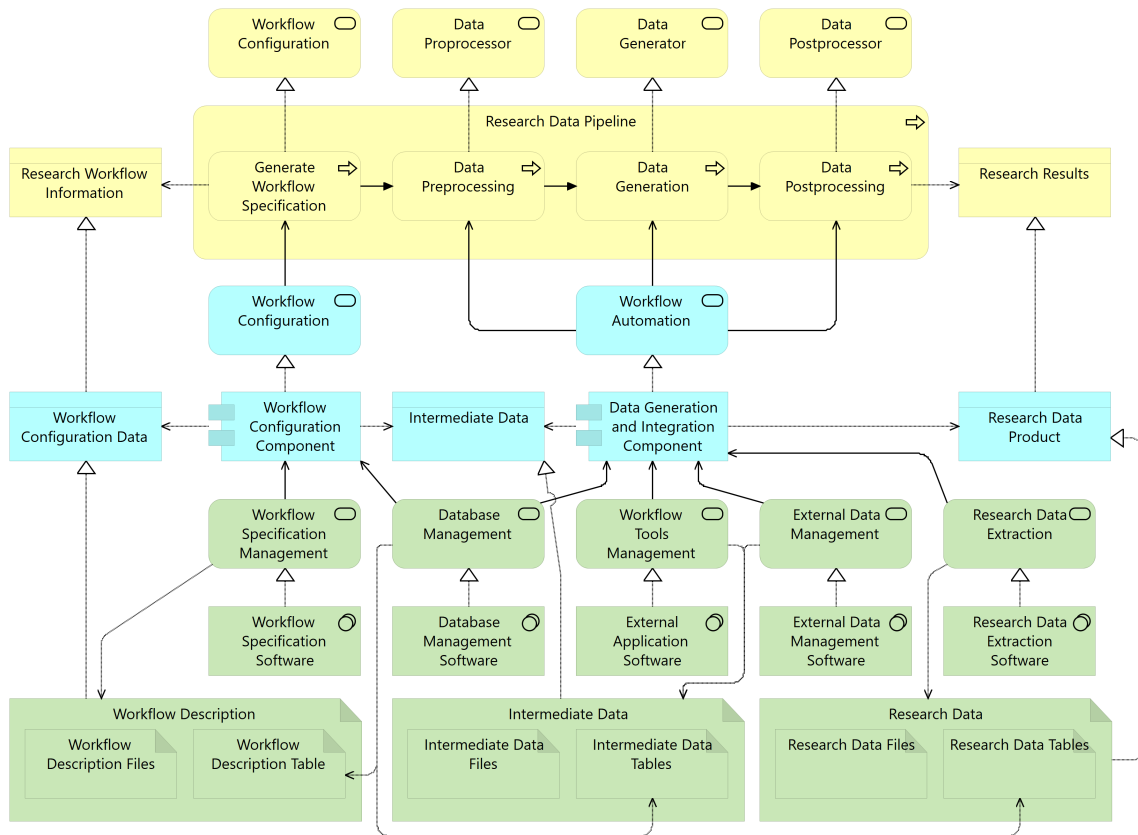 Workflow
Configuration
Data
Proprocessor
Data
Generator
Data
Postprocessor
Research Data Pipeline
Research Workflow
Information
Generate
Workflow
Specification
Data
Preprocessing
Data
Generation
Data
Postprocessing
Research Results
Workflow
Configuration
Workflow
Automation
Workflow
Configuration Data
Workflow
Configuration
Component
Intermediate Data
Data Generation
and Integration
Component
Research Data
Product
Workflow
Specification
Management
Database
Management
Workflow
Tools
Management
External Data
Management
Research Data
Extraction
Workflow
Specification
Software
Database
Management
Software
External
Application
Software
External Data
Management
Software
Research Data
Extraction
Software
Workflow Description
Workflow
Description Files
Workflow
Description Table
Intermediate Data
Intermediate Data
Files
Intermediate Data
Tables
Research Data
Research Data Files
Research Data Tables